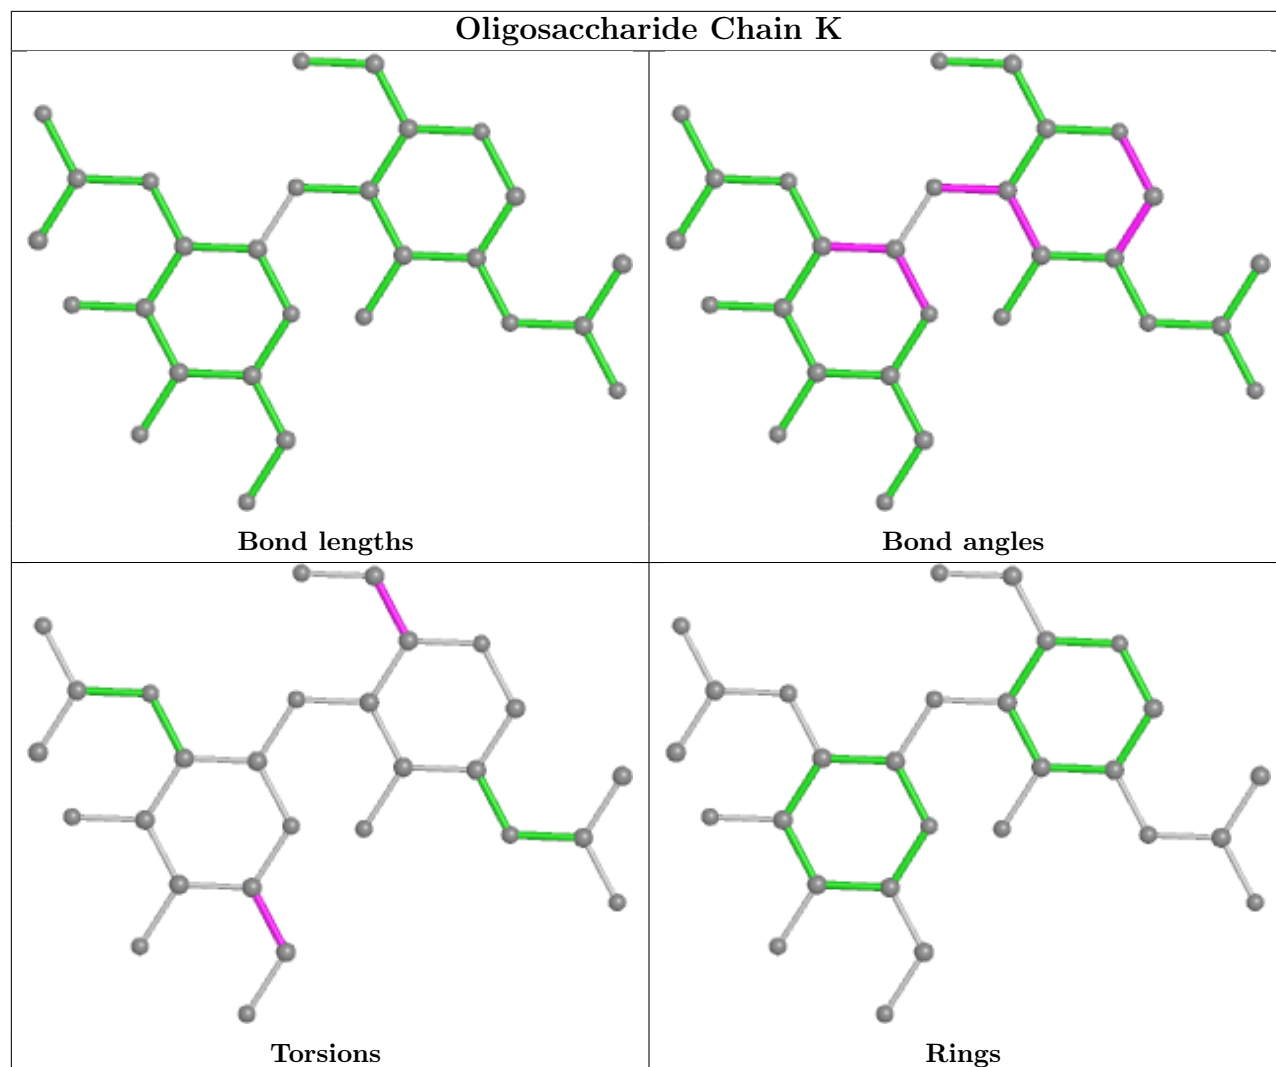 Oligosaccharide Chain K
Bond lengths
Bond angles
Torsions
Rings